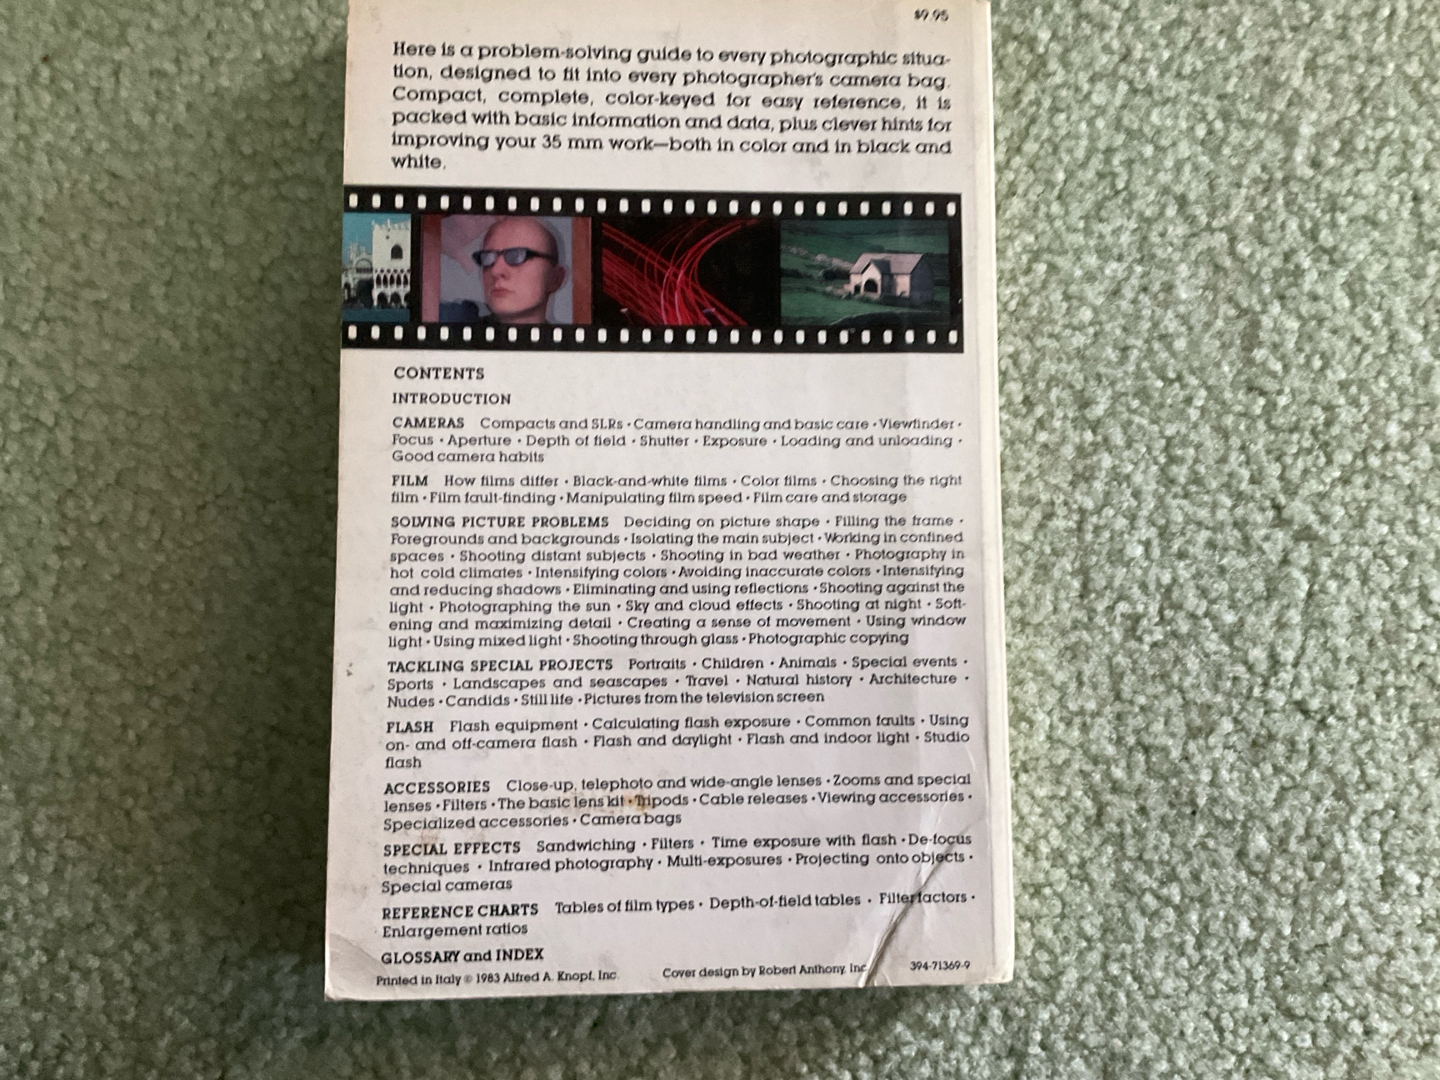 $9.95
Here is a problem-solving guide to every photographic situa-
tion, designed to fit into every photographer's camera bag.
Compact, complete, color-keyed for easy reference, it is
packed with basic information and data, plus clever hints for
improving your 35 mm work—both in color and in black and
white.
CONTENTS
INTRODUCTION
CAMERAS Compacts and SLRs • Camera handling and basic care • Viewfinder •
Focus • Aperture • Depth of field • Shutter • Exposure • Loading and unloading •
Good camera habits
FILM How films differ • Black-and-white films • Color films • Choosing the right
film • Film fault-finding • Manipulating film speed • Film care and storage
SOLVING PICTURE PROBLEMS Deciding on picture shape • Filling the frame •
Foregrounds and backgrounds • Isolating the main subject • Working in confined
spaces • Shooting distant subjects • Shooting in bad weather • Photography in
hot cold climates • Intensifying colors • Avoiding inaccurate colors • Intensifying
and reducing shadows • Eliminating and using reflections • Shooting against the
light • Photographing the sun • Sky and cloud effects • Shooting at night • Soft-
ening and maximizing detail • Creating a sense of movement • Using window
light • Using mixed light • Shooting through glass • Photographic copying
TACKLING SPECIAL PROJECTS Portraits • Children • Animals • Special events •
Sports • Landscapes and seascapes • Travel • Natural history • Architecture •
Nudes • Candids • Still life • Pictures from the television screen
FLASH Flash equipment • Calculating flash exposure • Common faults • Using
on- and off-camera flash • Flash and daylight • Flash and indoor light • Studio
flash
ACCESSORIES Close-up, telephoto and wide-angle lenses • Zooms and special
lenses • Filters • The basic lens kit • Tripods • Cable releases • Viewing accessories •
Specialized accessories • Camera bags
SPECIAL EFFECTS Sandwiching • Filters • Time exposure with flash • De-focus
techniques • Infrared photography • Multi-exposures • Projecting onto objects •
Special cameras
REFERENCE CHARTS Tables of film types • Depth-of-field tables • Filter factors •
Enlargement ratios
GLOSSARY and INDEX
Printed in Italy © 1983 Alfred A. Knopf, Inc. Cover design by Robert Anthony, Inc. 394-71369-9